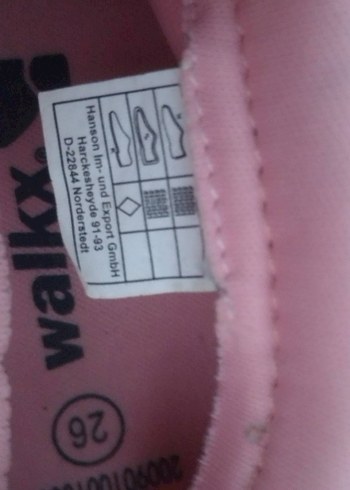 walkx®
Hanson Im- und Export GmbH
Harckesheyde 91-93
D-22844 Norderstedt
26